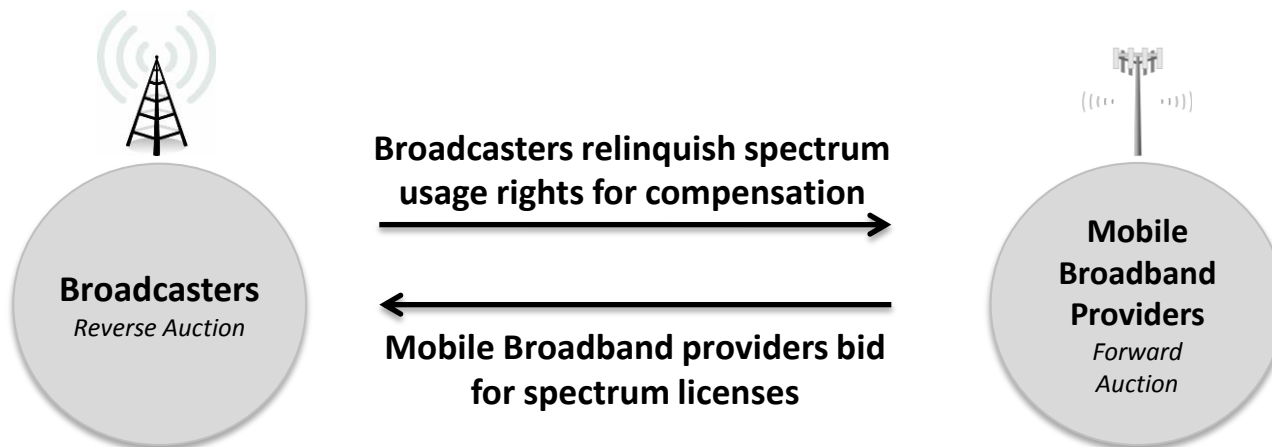 Broadcasters relinquish spectrum
usage rights for compensation
Broadcasters
Reverse Auction
Mobile
Broadband
Providers
Forward
Auction
Mobile Broadband providers bid
for spectrum licenses